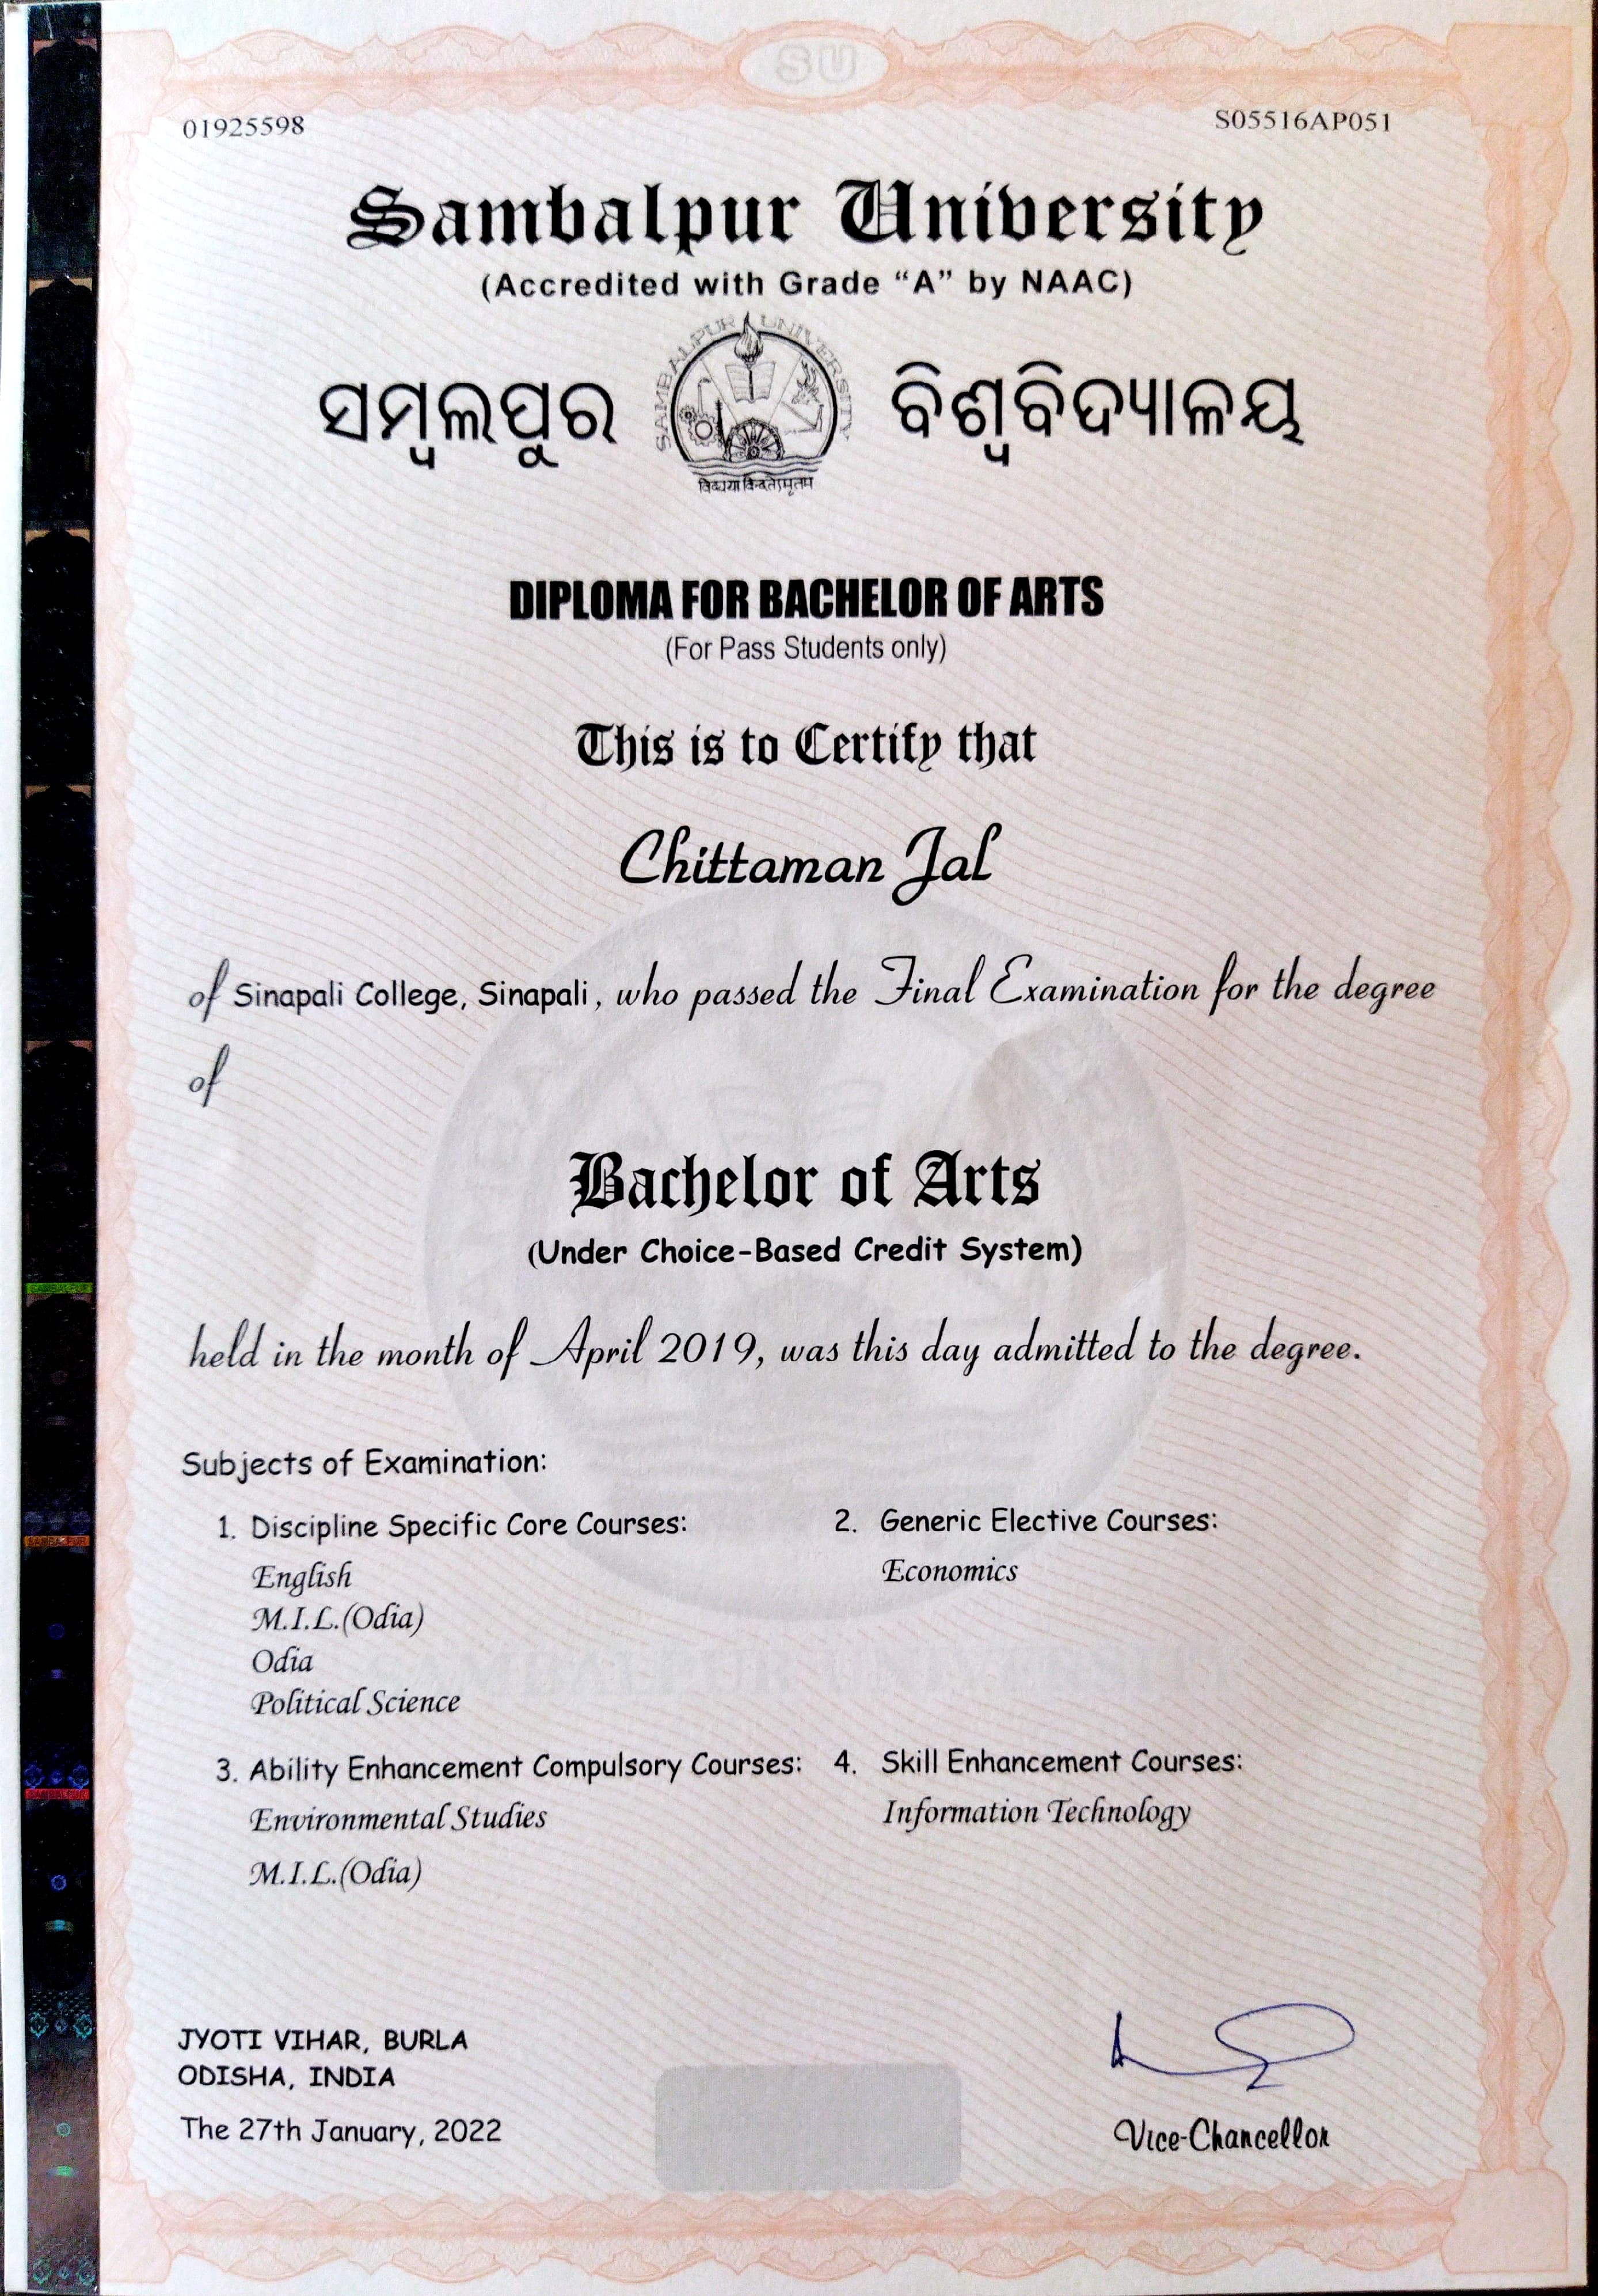 SU
01925598
S05516AP051
Sambalpur University
(Accredited with Grade “A” by NAAC)
ସମ୍ବଲପୁର
SAMBALPUR UNIVERSITY
ବିଶ୍ୱବିଦ୍ୟାଳୟ
DIPLOMA FOR BACHELOR OF ARTS
(For Pass Students only)
This is to Certify that
Chittaman Jal
of Sinapali College, Sinapali, who passed the Final Examination for the degree
of
Bachelor of Arts
(Under Choice-Based Credit System)
held in the month of April 2019, was this day admitted to the degree.
Subjects of Examination:
1. Discipline Specific Core Courses:
English
M.I.L.(Odia)
Odia
Political Science
2. Generic Elective Courses:
Economics
3. Ability Enhancement Compulsory Courses:
Environmental Studies
M.I.L.(Odia)
4. Skill Enhancement Courses:
Information Technology
JYOTI VIHAR, BURLA
ODISHA, INDIA
The 27th January, 2022
Vice-Chancellor